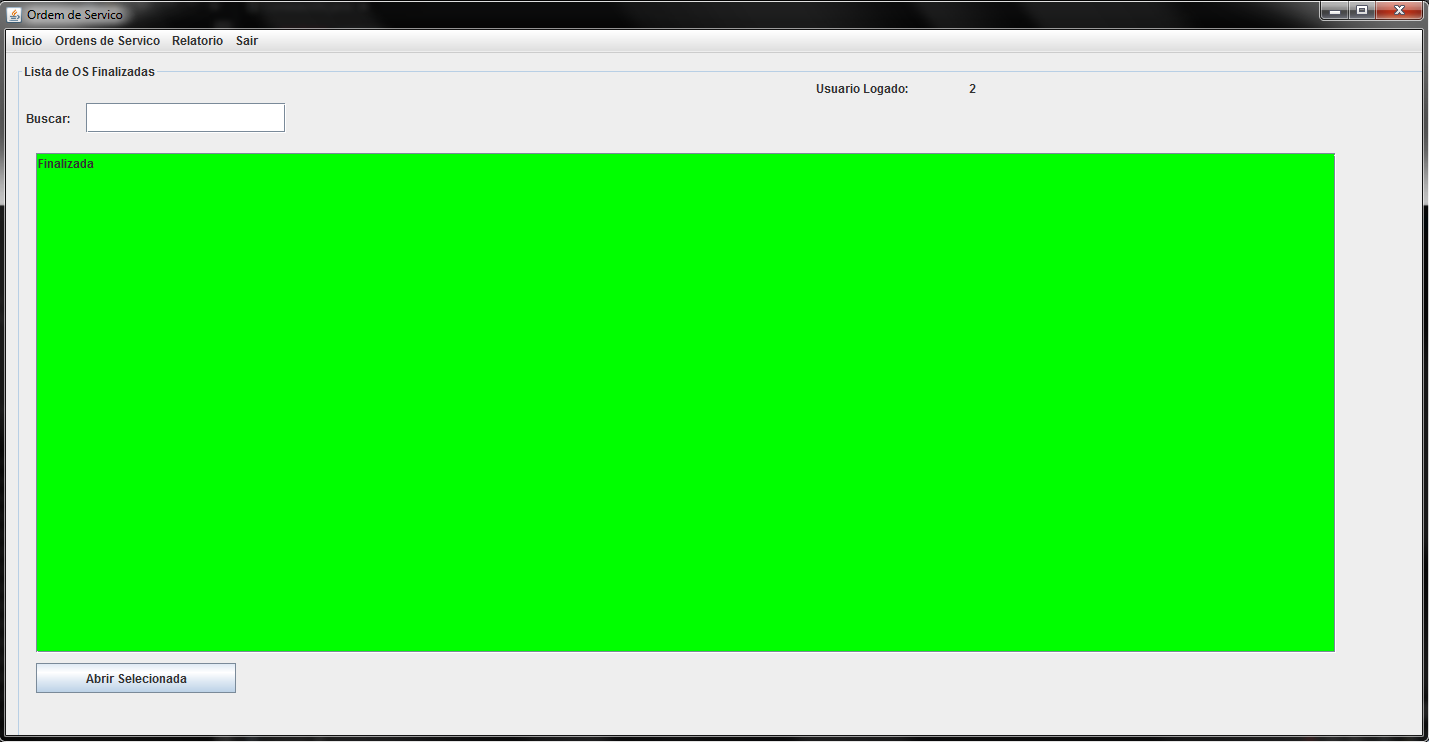 Ordem de Servico
Inicio Ordens de Servico Relatorio Sair
Lista de OS Finalizadas
Usuario Logado: 2
Buscar:
Finalizada
Abrir Selecionada